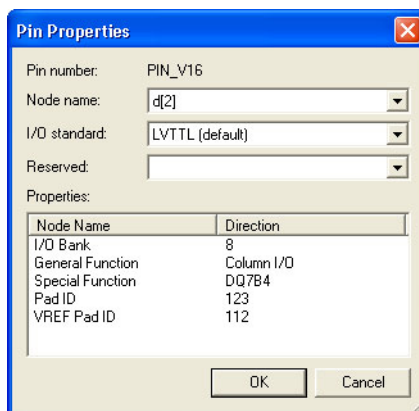 Pin Properties
Pin number: PIN_V16
Node name: d[2]
I/O standard: LVTTL (default)
Reserved:
Properties:
Node Name Direction
I/O Bank 8
General Function Column I/O
Special Function DQ7B4
Pad ID 123
VREF Pad ID 112
OK Cancel